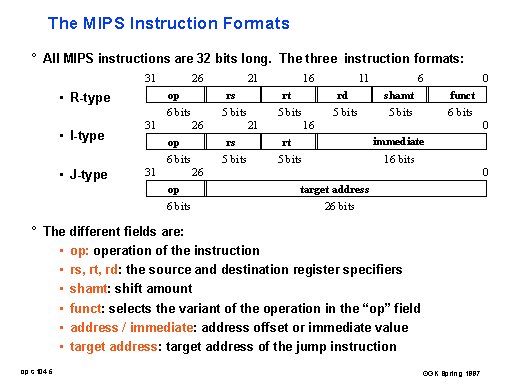 The MIPS Instruction Formats
° All MIPS instructions are 32 bits long. The three instruction formats:
31 26 21 16 11 6 0
• R-type op rs rt rd shamt funct
6 bits 5 bits 5 bits 5 bits 5 bits 6 bits
31 26 21 16 0
• I-type op rs rt immediate
6 bits 5 bits 5 bits 16 bits
31 26 0
• J-type op target address
6 bits 26 bits
° The different fields are:
• op: operation of the instruction
• rs, rt, rd: the source and destination register specifiers
• shamt: shift amount
• funct: selects the variant of the operation in the “op” field
• address / immediate: address offset or immediate value
• target address: target address of the jump instruction
Spring 1997